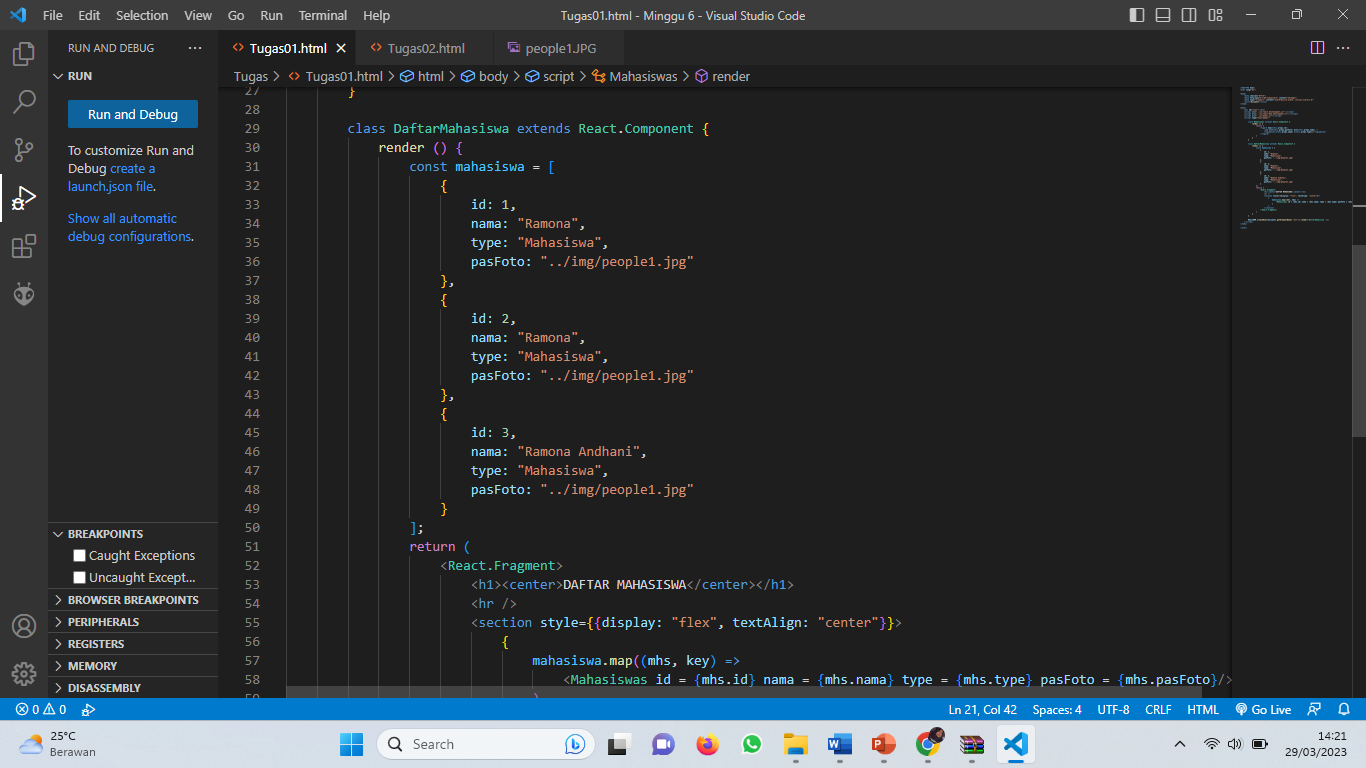 File Edit Selection View Go Run Terminal Help
Tugas01.html - Minggu 6 - Visual Studio Code
RUN AND DEBUG ···
Tugas01.html
Tugas02.html
people1.JPG
RUN
Tugas > Tugas01.html > html > body > script > Mahasiswas > render
Run and Debug
To customize Run and
Debug create a
launch.json file.
Show all automatic
debug configurations.
BREAKPOINTS
Caught Exceptions
Uncaught Except...
BROWSER BREAKPOINTS
PERIPHERALS
REGISTERS
MEMORY
DISASSEMBLY
27 }
28
29 class DaftarMahasiswa extends React.Component {
30 render () {
31 const mahasiswa = [
32 {
33 id: 1,
34 nama: "Ramona",
35 type: "Mahasiswa",
36 pasFoto: "../img/people1.jpg"
37 },
38 {
39 id: 2,
40 nama: "Ramona",
41 type: "Mahasiswa",
42 pasFoto: "../img/people1.jpg"
43 },
44 {
45 id: 3,
46 nama: "Ramona Andhani",
47 type: "Mahasiswa",
48 pasFoto: "../img/people1.jpg"
49 }
50 ];
51 return (
52 <React.Fragment>
53 <h1><center>DAFTAR MAHASISWA</center></h1>
54 <hr />
55 <section style={{display: "flex", textAlign: "center"}}>
56 {
57 mahasiswa.map((mhs, key) =>
58 <Mahasiswas id = {mhs.id} nama = {mhs.nama} type = {mhs.type} pasFoto = {mhs.pasFoto}/>
59 )
0 0
Ln 21, Col 42 Spaces: 4 UTF-8 CRLF HTML Go Live
25°C
Berawan
Search
14:21
29/03/2023